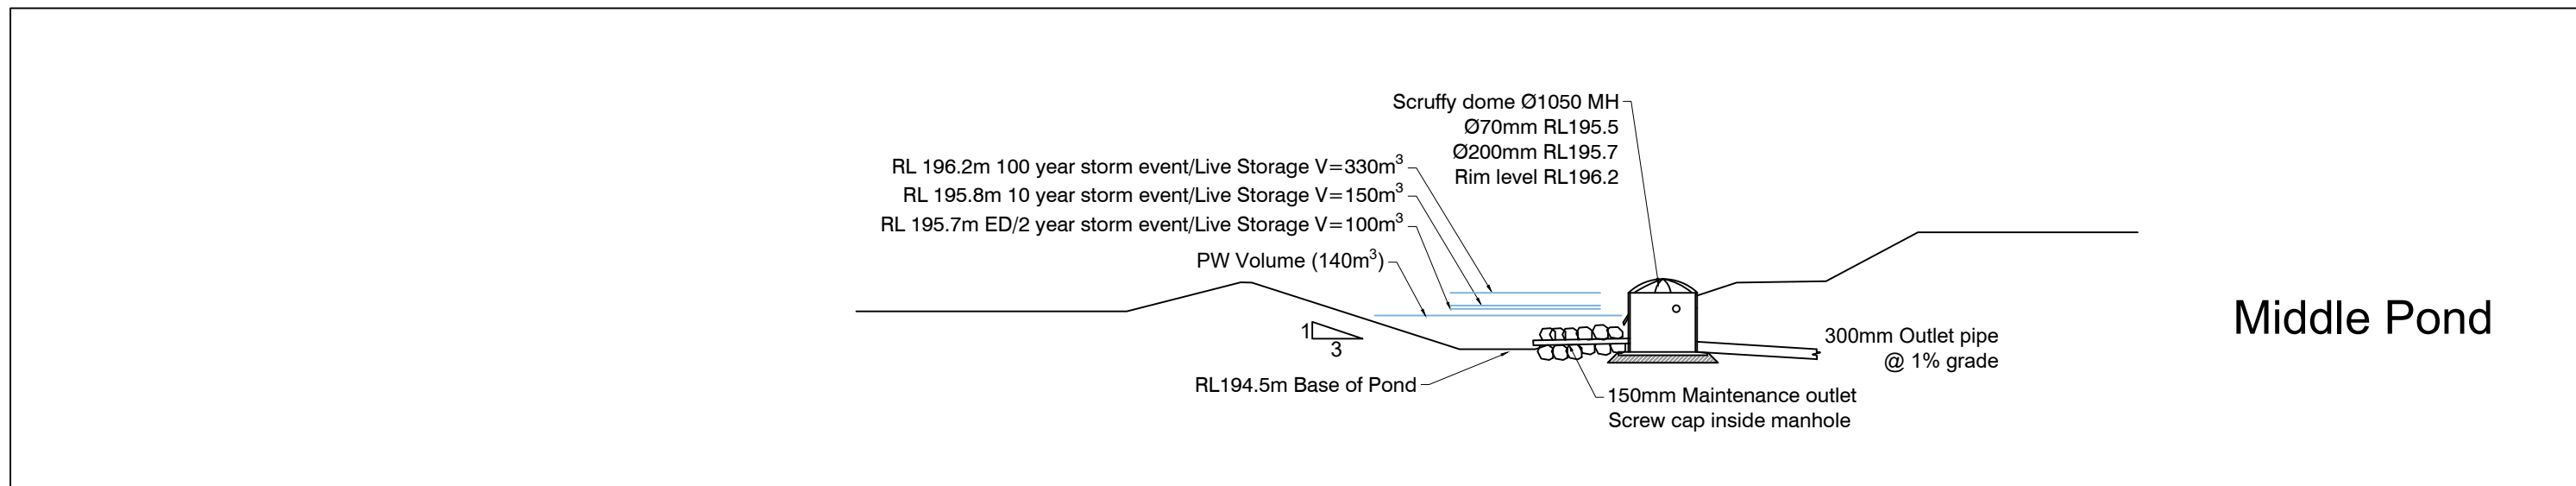 Scruffy dome Ø1050 MH
Ø70mm RL195.5
Ø200mm RL195.7
Rim level RL196.2
RL 196.2m 100 year storm event/Live Storage V=330m³
RL 195.8m 10 year storm event/Live Storage V=150m³
RL 195.7m ED/2 year storm event/Live Storage V=100m³
PW Volume (140m³)
1
3
Middle Pond
300mm Outlet pipe
@ 1% grade
RL194.5m Base of Pond
150mm Maintenance outlet
Screw cap inside manhole